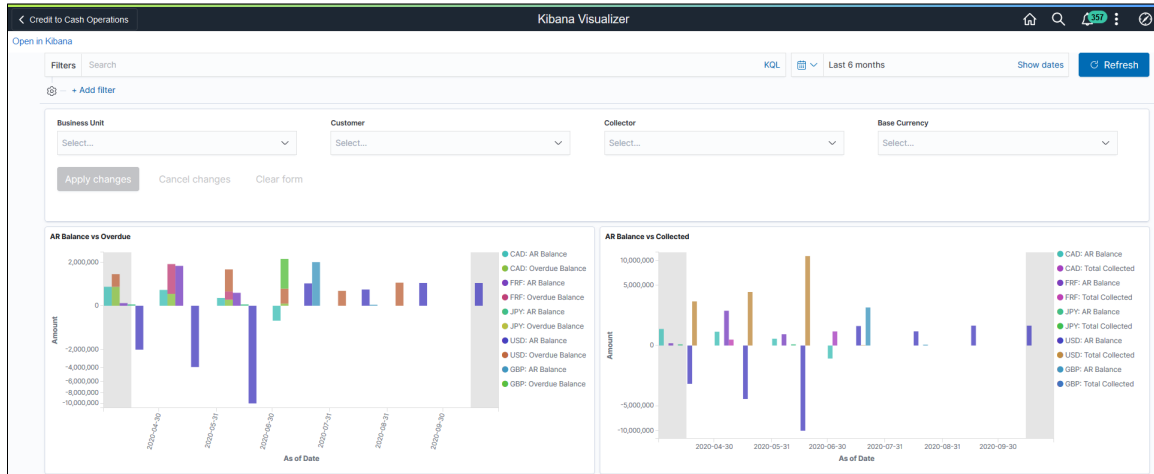 Credit to Cash Operations
Kibana Visualizer
357
Open in Kibana
Filters Search KQL Last 6 months Show dates Refresh
+ Add filter
Business Unit Customer Collector Base Currency
Select... Select... Select... Select...
Apply changes Cancel changes Clear form
AR Balance vs Overdue
2,000,000
0
-2,000,000
-4,000,000
-6,000,000
-8,000,000
-10,000,000
Amount
2020-04-30 2020-05-31 2020-06-30 2020-07-31 2020-08-31 2020-09-30
As of Date
CAD: AR Balance
CAD: Overdue Balance
FRF: AR Balance
FRF: Overdue Balance
JPY: AR Balance
JPY: Overdue Balance
USD: AR Balance
USD: Overdue Balance
GBP: AR Balance
GBP: Overdue Balance
AR Balance vs Collected
10,000,000
5,000,000
0
-5,000,000
-10,000,000
Amount
2020-04-30 2020-05-31 2020-06-30 2020-07-31 2020-08-31 2020-09-30
As of Date
CAD: AR Balance
CAD: Total Collected
FRF: AR Balance
FRF: Total Collected
JPY: AR Balance
JPY: Total Collected
USD: AR Balance
USD: Total Collected
GBP: AR Balance
GBP: Total Collected